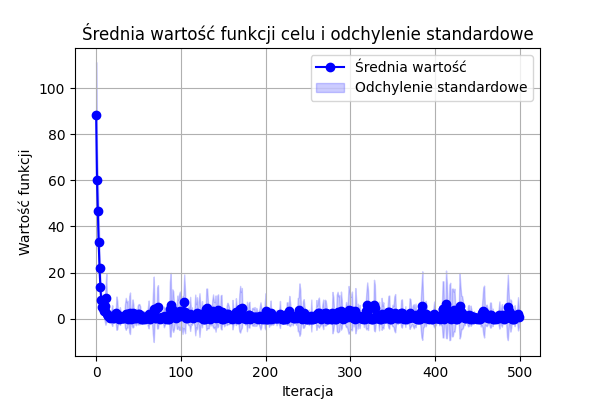 Średnia wartość funkcji celu i odchylenie standardowe
Średnia wartość
Odchylenie standardowe
Wartość funkcji
100
80
60
40
20
0
0 100 200 300 400 500
Iteracja